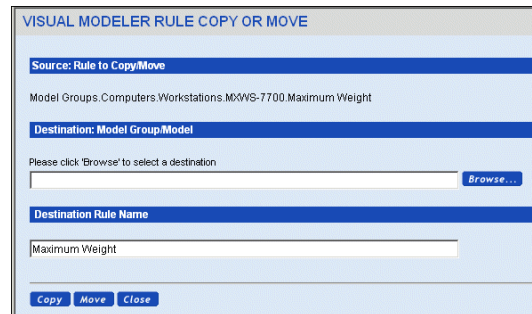 VISUAL MODELER RULE COPY OR MOVE
Source: Rule to Copy/Move
Model Groups.Computers.Workstations.MXWS-7700.Maximum Weight
Destination: Model Group/Model
Please click 'Browse' to select a destination
Browse...
Destination Rule Name
Maximum Weight
Copy Move Close